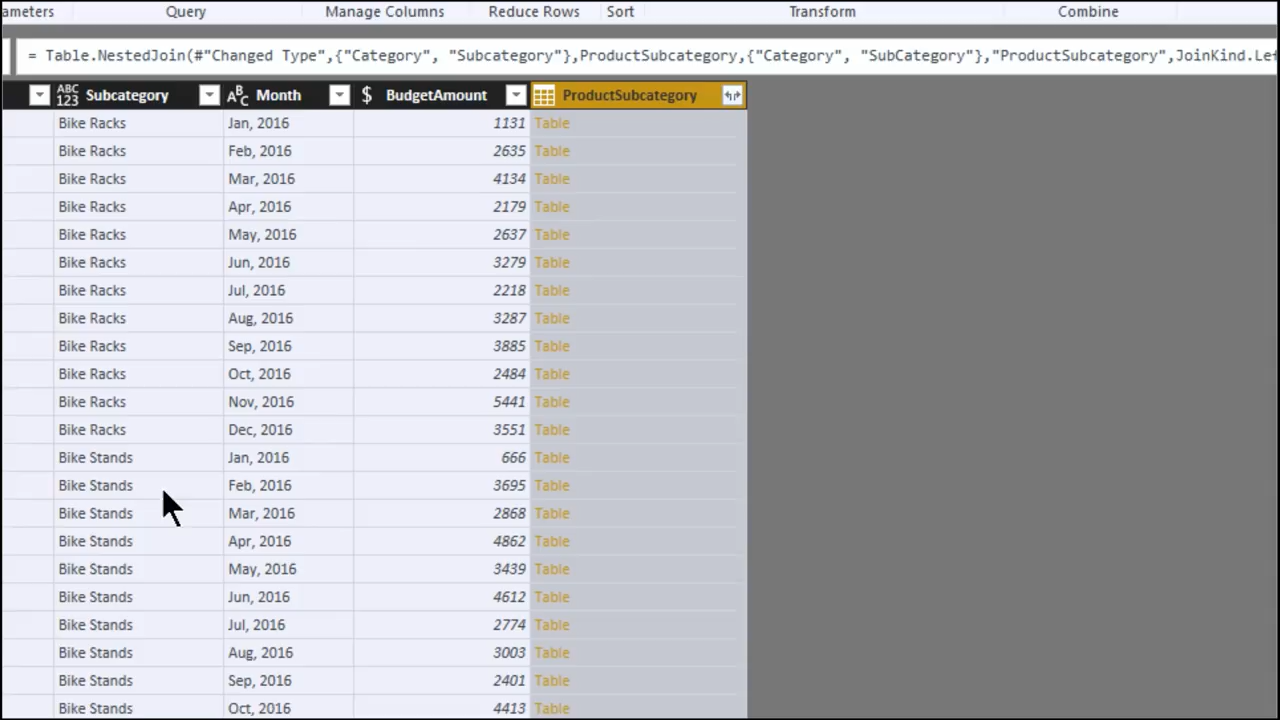 ameters Query Manage Columns Reduce Rows Sort Transform Combine
= Table.NestedJoin(#"Changed Type",{"Category", "Subcategory"},ProductSubcategory,{"Category", "SubCategory"},"ProductSubcategory",JoinKind.Le
ABC 123 Subcategory ABC Month $ BudgetAmount ProductSubcategory
Bike Racks Jan, 2016 1131 Table
Bike Racks Feb, 2016 2635 Table
Bike Racks Mar, 2016 4134 Table
Bike Racks Apr, 2016 2179 Table
Bike Racks May, 2016 2637 Table
Bike Racks Jun, 2016 3279 Table
Bike Racks Jul, 2016 2218 Table
Bike Racks Aug, 2016 3287 Table
Bike Racks Sep, 2016 3885 Table
Bike Racks Oct, 2016 2484 Table
Bike Racks Nov, 2016 5441 Table
Bike Racks Dec, 2016 3551 Table
Bike Stands Jan, 2016 666 Table
Bike Stands Feb, 2016 3695 Table
Bike Stands Mar, 2016 2868 Table
Bike Stands Apr, 2016 4862 Table
Bike Stands May, 2016 3439 Table
Bike Stands Jun, 2016 4612 Table
Bike Stands Jul, 2016 2774 Table
Bike Stands Aug, 2016 3003 Table
Bike Stands Sep, 2016 2401 Table
Bike Stands Oct, 2016 4413 Table